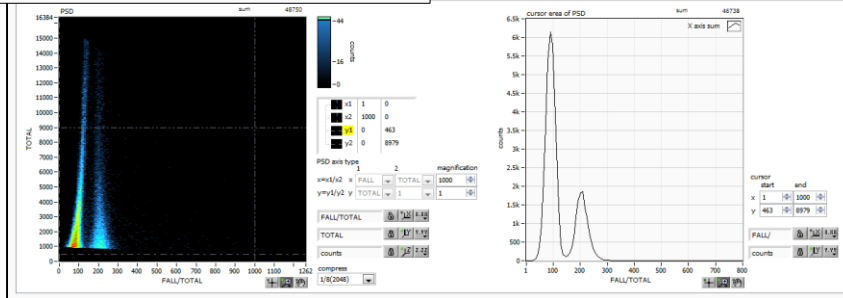 PSD
sum 48750
16384
15000
14000
13000
12000
11000
10000
9000
8000
7000
6000
5000
4000
3000
2000
1000
0
TOTAL
0 100 200 300 400 500 600 700 800 900 1000 1100 1262
FALL/TOTAL
44
16
0
counts
x1 1 0
x2 1000 0
y1 0 463
y2 0 8979
PSD axis type
1 2 magnification
x=x1/x2 x FALL TOTAL 1000
y=y1/y2 y TOTAL 1 1
FALL/TOTAL
TOTAL
counts
compress
1/8(2048)
cursor erea of PSD
sum 46738
X axis sum
6.5k
6k
5.5k
5k
4.5k
4k
3.5k
3k
2.5k
2k
1.5k
1k
500
0
counts
1 100 200 300 400 500 600 700 800
FALL/TOTAL
cursor
start end
x 1 1000
y 463 8979
FALL/
counts